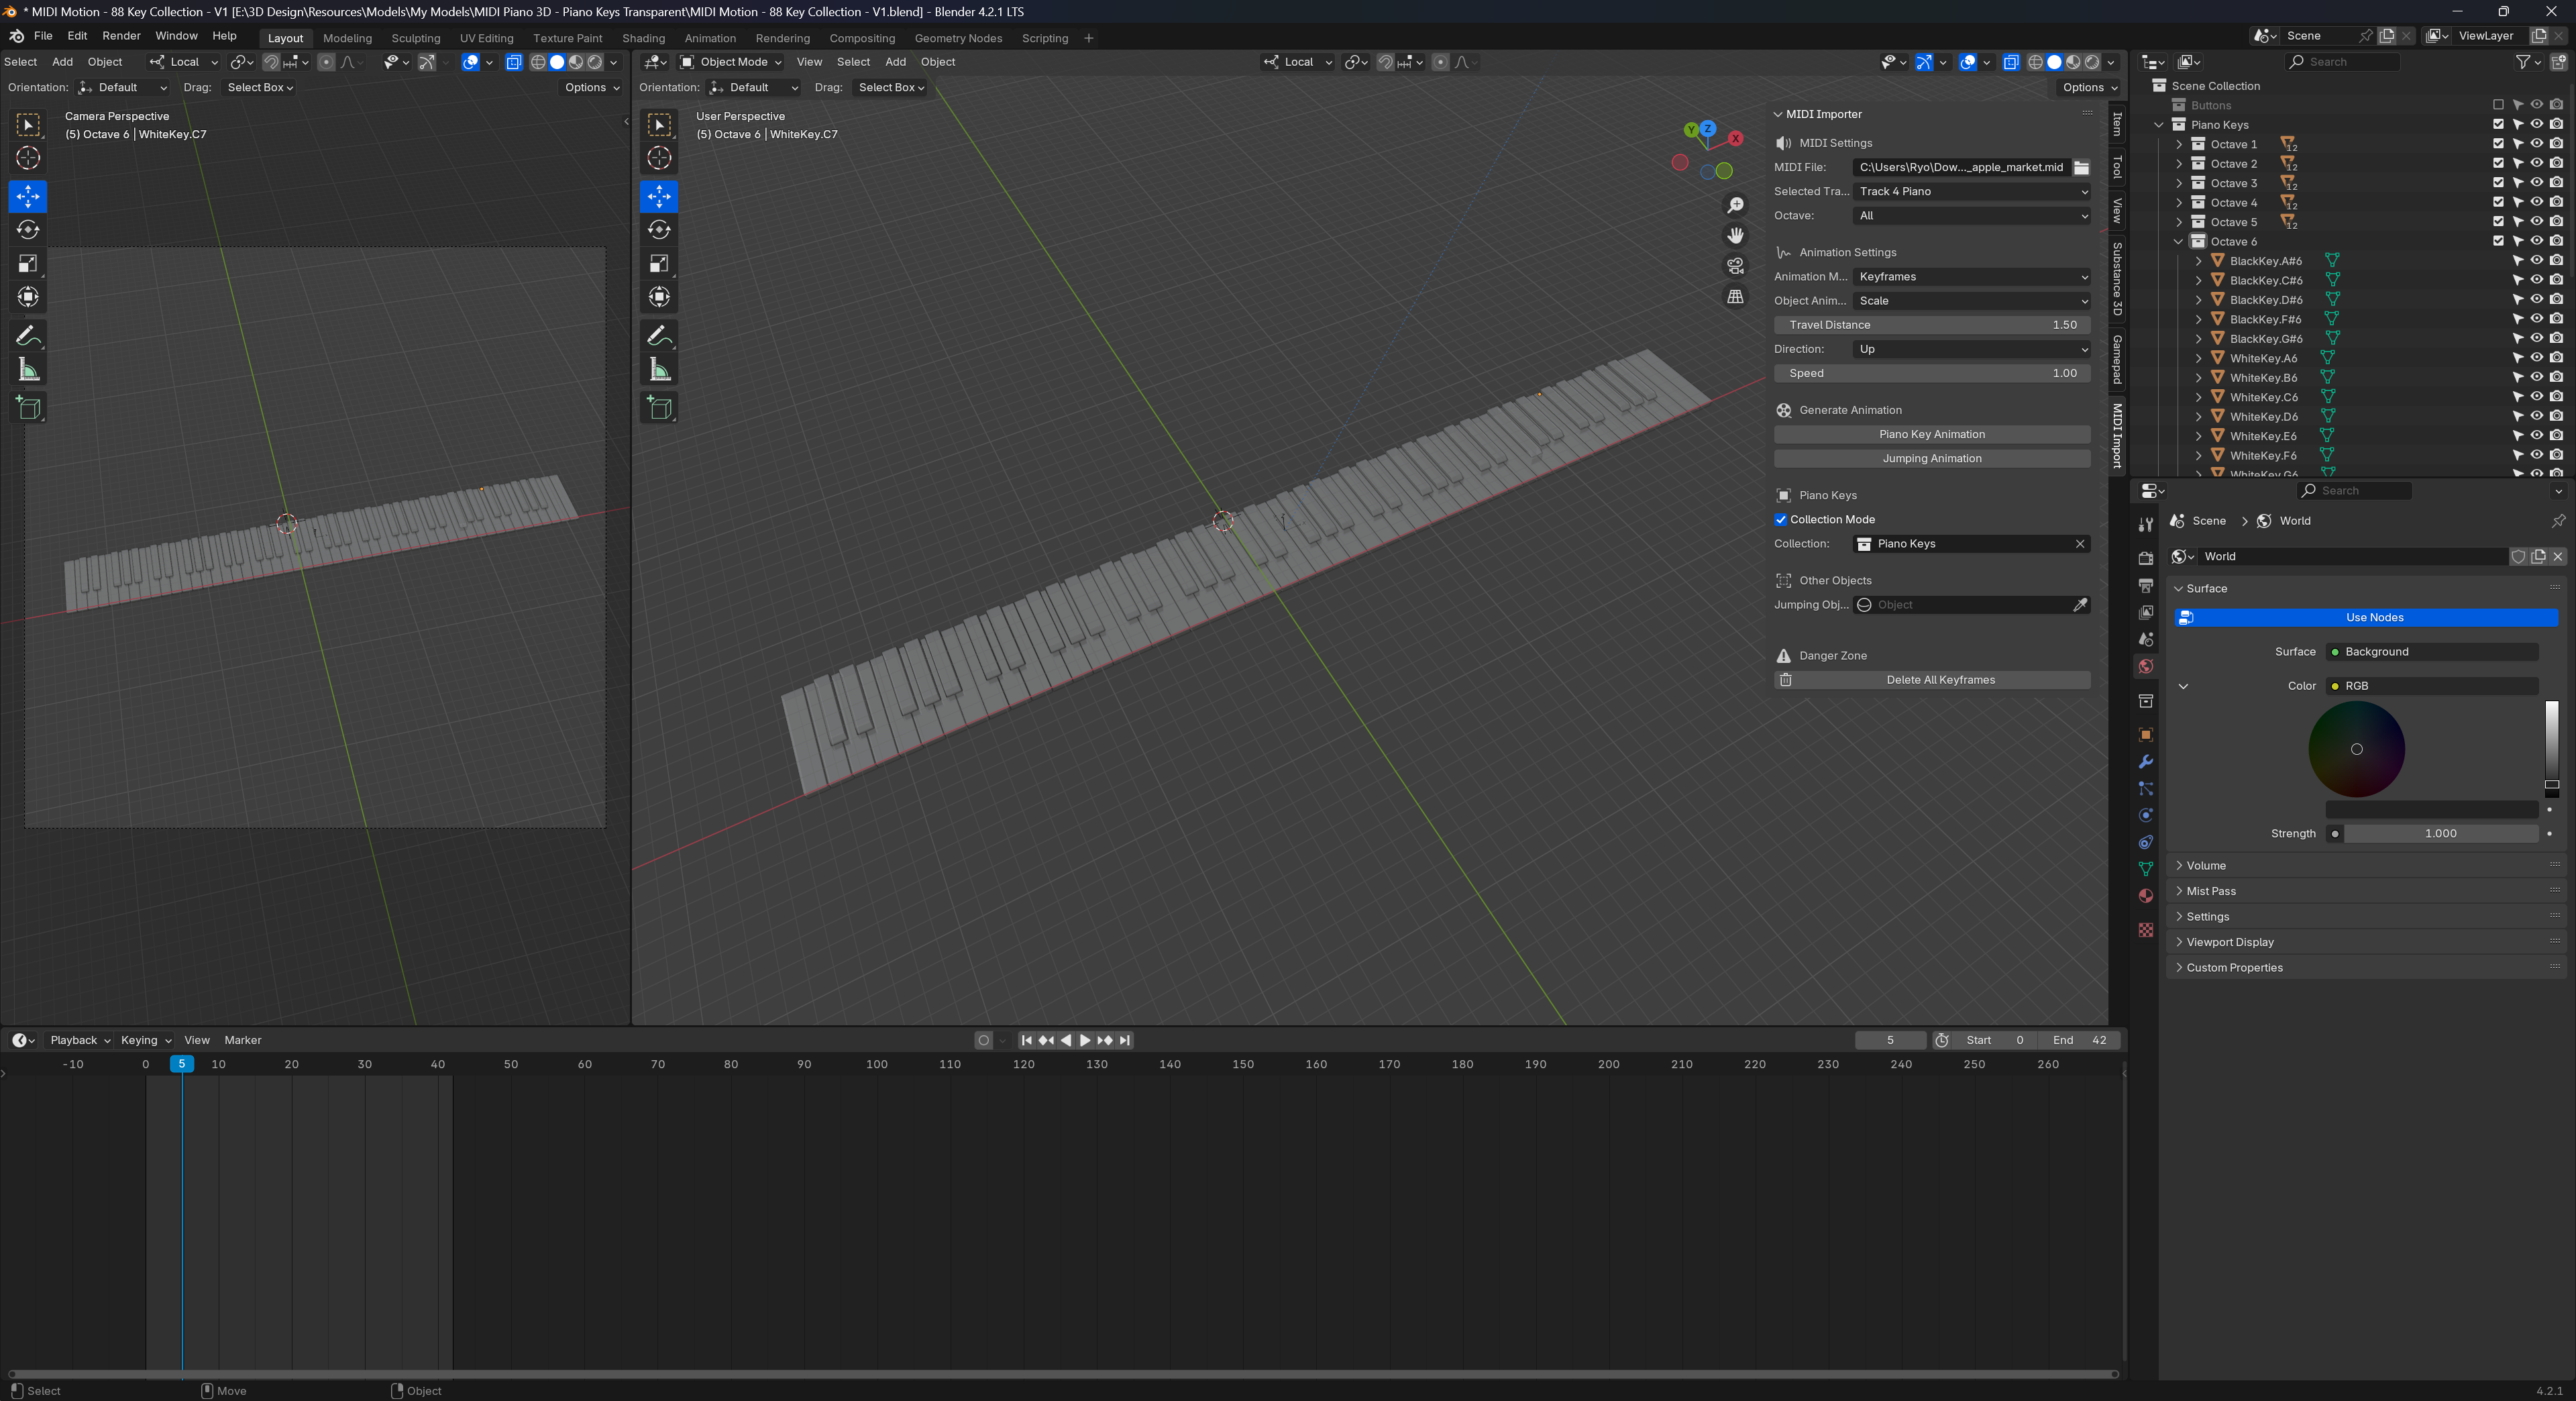 * MIDI Motion - 88 Key Collection - V1 [E:\3D Design\Resources\Models\My Models\MIDI Piano 3D - Piano Keys Transparent\MIDI Motion - 88 Key Collection - V1.blend] - Blender 4.2.1 LTS
File Edit Render Window Help Layout Modeling Sculpting UV Editing Texture Paint Shading Animation Rendering Compositing Geometry Nodes Scripting + Scene ViewLayer
Select Add Object Local
Orientation: Default Drag: Select Box Options
Camera Perspective
(5) Octave 6 | WhiteKey.C7
Object Mode View Select Add Object Local
Orientation: Default Drag: Select Box Options
User Perspective
(5) Octave 6 | WhiteKey.C7
Y Z X
MIDI Importer
MIDI Settings
MIDI File: C:\Users\Ryo\Dow..._apple_market.mid
Selected Tra... Track 4 Piano
Octave: All
Animation Settings
Animation M... Keyframes
Object Anim... Scale
Travel Distance 1.50
Direction: Up
Speed 1.00
Generate Animation
Piano Key Animation
Jumping Animation
Piano Keys
Collection Mode
Collection: Piano Keys
Other Objects
Jumping Obj... Object
Danger Zone
Delete All Keyframes
Item
Tool
View
Substance 3D
Gamepad
MIDI Import
Search
Scene Collection
Buttons
Piano Keys
Octave 1 12
Octave 2 12
Octave 3 12
Octave 4 12
Octave 5 12
Octave 6
BlackKey.A#6
BlackKey.C#6
BlackKey.D#6
BlackKey.F#6
BlackKey.G#6
WhiteKey.A6
WhiteKey.B6
WhiteKey.C6
WhiteKey.D6
WhiteKey.E6
WhiteKey.F6
WhiteKey.G6
Search
Scene World
World
Surface
Use Nodes
Surface Background
Color RGB
Strength 1.000
Volume
Mist Pass
Settings
Viewport Display
Custom Properties
Playback Keying View Marker 5 Start 0 End 42
-10 0 5 10 20 30 40 50 60 70 80 90 100 110 120 130 140 150 160 170 180 190 200 210 220 230 240 250 260
Select Move Object 4.2.1